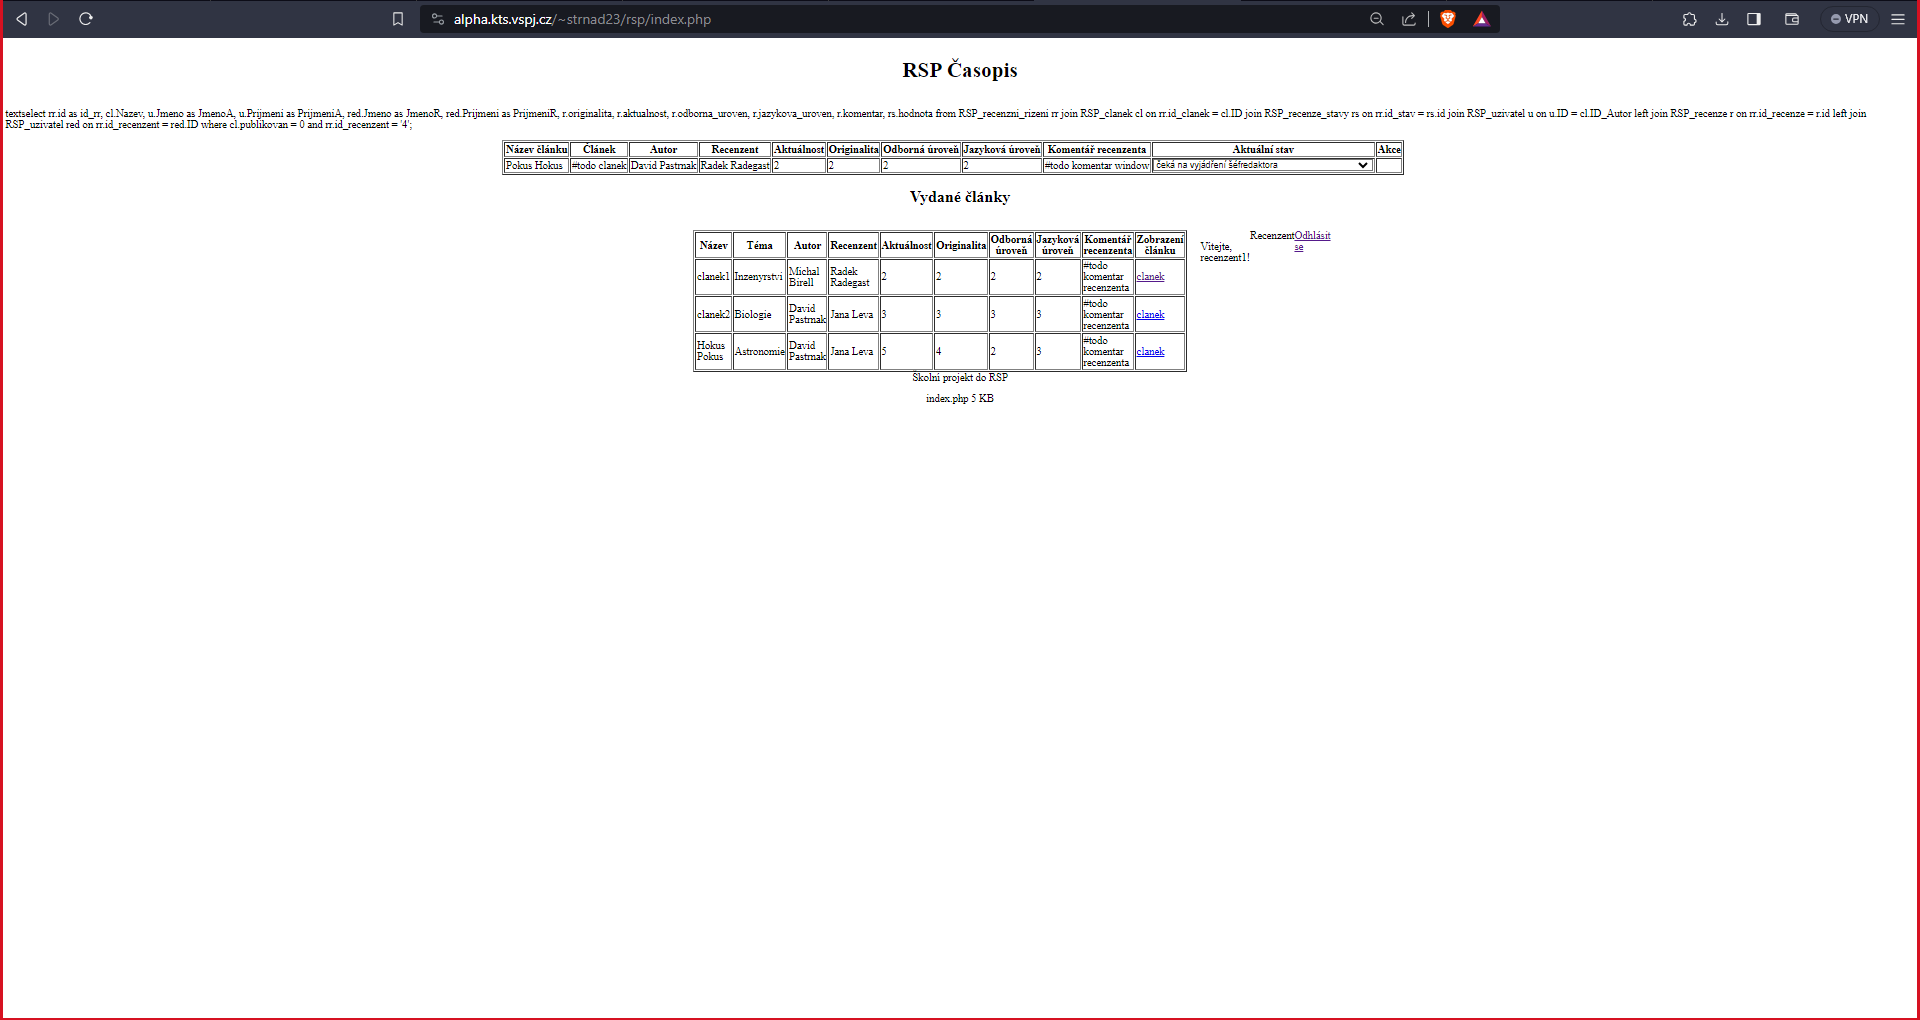 alpha.kts.vspj.cz/~strnad23/rsp/index.php
VPN
RSP Časopis
textselect rr.id as id_rr, cl.Nazev, u.Jmeno as JmenoA, u.Prijmeni as PrijmeniA, red.Jmeno as JmenoR, red.Prijmeni as PrijmeniR, r.originalita, r.aktualnost, r.odborna_uroven, r.jazykova_uroven, r.komentar, rs.hodnota from RSP_recenzni_rizeni rr join RSP_clanek cl on rr.id_clanek = cl.ID join RSP_recenze_stavy rs on rr.id_stav = rs.id join RSP_uzivatel u on u.ID = cl.ID_Autor left join RSP_recenze r on rr.id_recenze = r.id left join
RSP_uzivatel red on rr.id_recenzent = red.ID where cl.publikovan = 0 and rr.id_recenzent = '4';
Název článku Článek Autor Recenzent Aktuálnost Originalita Odborná úroveň Jazyková úroveň Komentář recenzenta Aktuální stav Akce
Pokus Hokus #todo clanek David Pastrnak Radek Radegast 2 2 2 2 #todo komentar window čeká na vyjádření šéfredaktora
Vydané články
Název Téma Autor Recenzent Aktuálnost Originalita Odborná úroveň Jazyková úroveň Komentář recenzenta Zobrazení článku
clanek1 Inzenyrstvi Michal Birell Radek Radegast 2 2 2 2 #todo komentar recenzenta clanek
clanek2 Biologie David Pastrnak Jana Leva 3 3 3 3 #todo komentar recenzenta clanek
Hokus Pokus Astronomie David Pastrnak Jana Leva 5 4 2 3 #todo komentar recenzenta clanek
Vítejte,
recenzent1!
Recenzent
Odhlásit
se
Školní projekt do RSP
index.php 5 KB